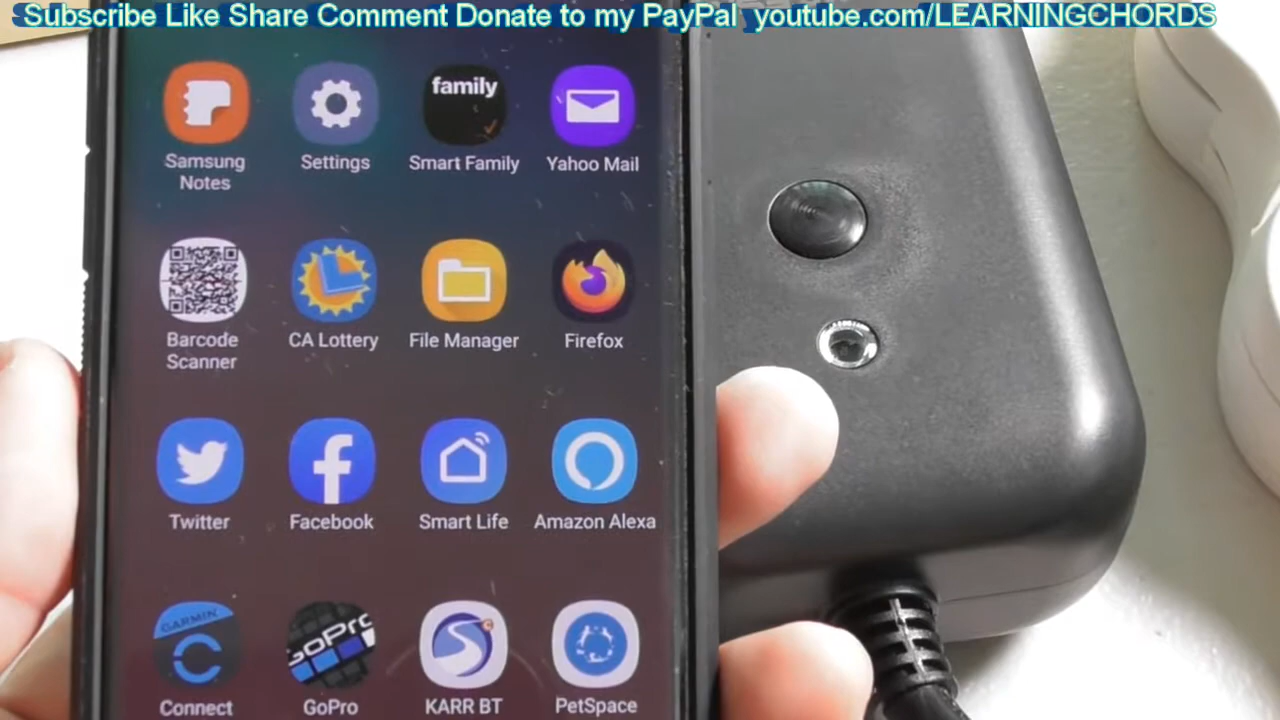 Subscribe Like Share Comment Donate to my PayPal youtube.com/LEARNINGCHORDS
family
Samsung
Notes
Settings
Smart Family
Yahoo Mail
Barcode
Scanner
CA Lottery
File Manager
Firefox
Twitter
Facebook
Smart Life
Amazon Alexa
GARMIN
GoPro
Connect
GoPro
KARR BT
PetSpace